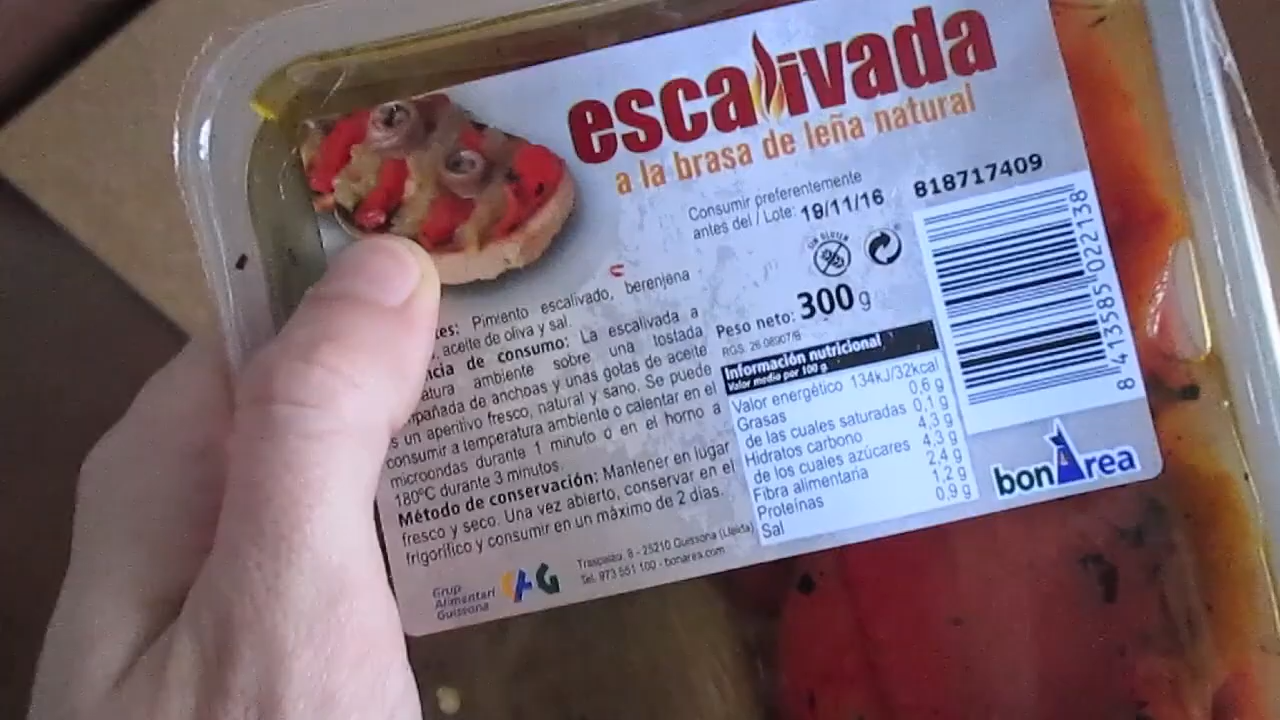 escalivada
a la brasa de leña natural
Consumir preferentemente
antes del / Lote: 19/11/16
818717409
SIN GLUTEN
tes: Pimiento escalivado, berenjena
, aceite de oliva y sal.
ncia de consumo: La escalivada a
atura ambiente sobre una tostada
pañada de anchoas y unas gotas de aceite
s un aperitivo fresco, natural y sano. Se puede
consumir a temperatura ambiente o calentar en el
microondas durante 1 minuto o en el horno a
180ºC durante 3 minutos.
Método de conservación: Mantener en lugar
fresco y seco. Una vez abierto, conservar en el
frigorífico y consumir en un máximo de 2 días.
Peso neto: 300 g
RGS. 26.08907/B
Información nutricional
Valor medio por 100 g
Valor energético 134kJ/32kcal
Grasas 0,6 g
de las cuales saturadas 0,1 g
Hidratos carbono 4,3 g
de los cuales azúcares 4,3 g
Fibra alimentaria 2,4 g
Proteínas 1,2 g
Sal 0,9 g
8 413585 022138
bonÀrea
Grup
Alimentari
Guissona
AG
Traspalau, 8 - 25210 Guissona (Lleida)
Tel. 973 551 100 - bonarea.com